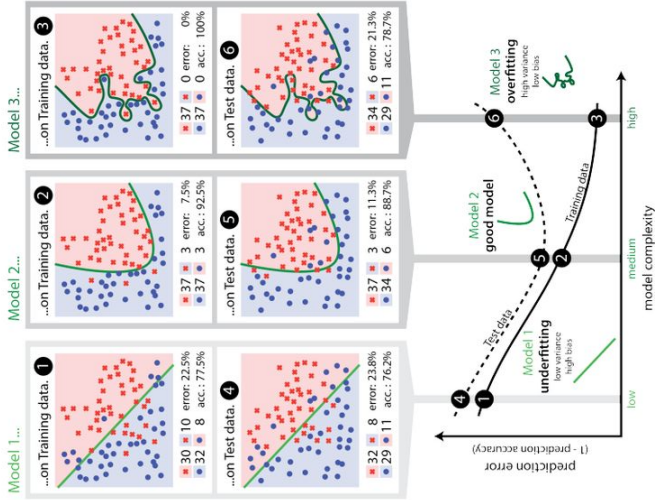 Model 1...
...on Training data. 1
30 10 error: 22.5%
32 8 acc.: 77.5%
...on Test data. 4
32 8 error: 23.8%
29 11 acc.: 76.2%
Model 2...
...on Training data. 2
37 3 error: 7.5%
37 3 acc.: 92.5%
...on Test data. 5
37 3 error: 11.3%
34 6 acc.: 88.7%
Model 3...
...on Training data. 3
37 0 error: 0%
37 0 acc.: 100%
...on Test data. 6
34 6 error: 21.3%
29 11 acc.: 78.7%
prediction error
(1 - prediction accuracy)
4
1
Test data
Model 1
underfitting
low variance
high bias
5
2
Model 2
good model
Training data
6
3
Model 3
overfitting
high variance
low bias
low
medium
high
model complexity